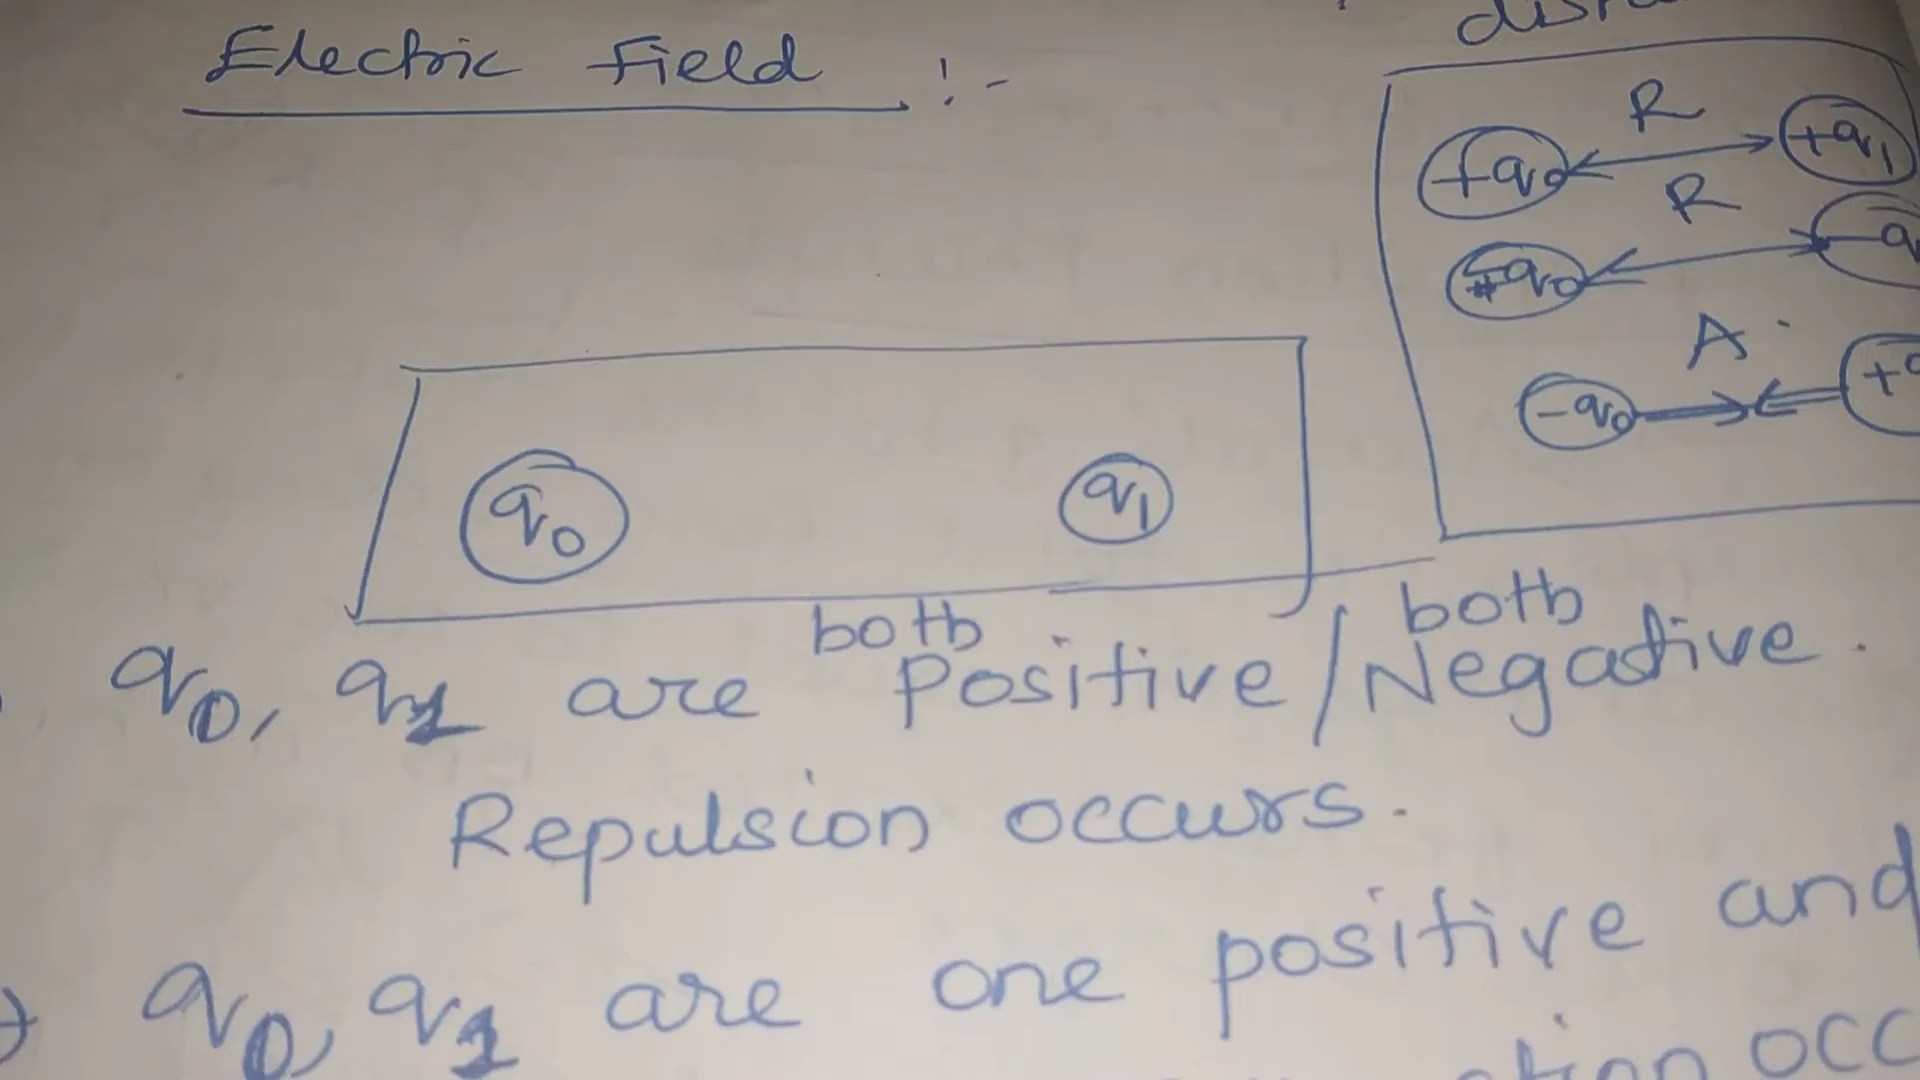 Electric Field :-
R
+q0
+q1
R
q0
A
-q0
q0
q1
both
both
q0, q1 are Positive/Negative.
Repulsion occurs.
q0, q1 are one positive and